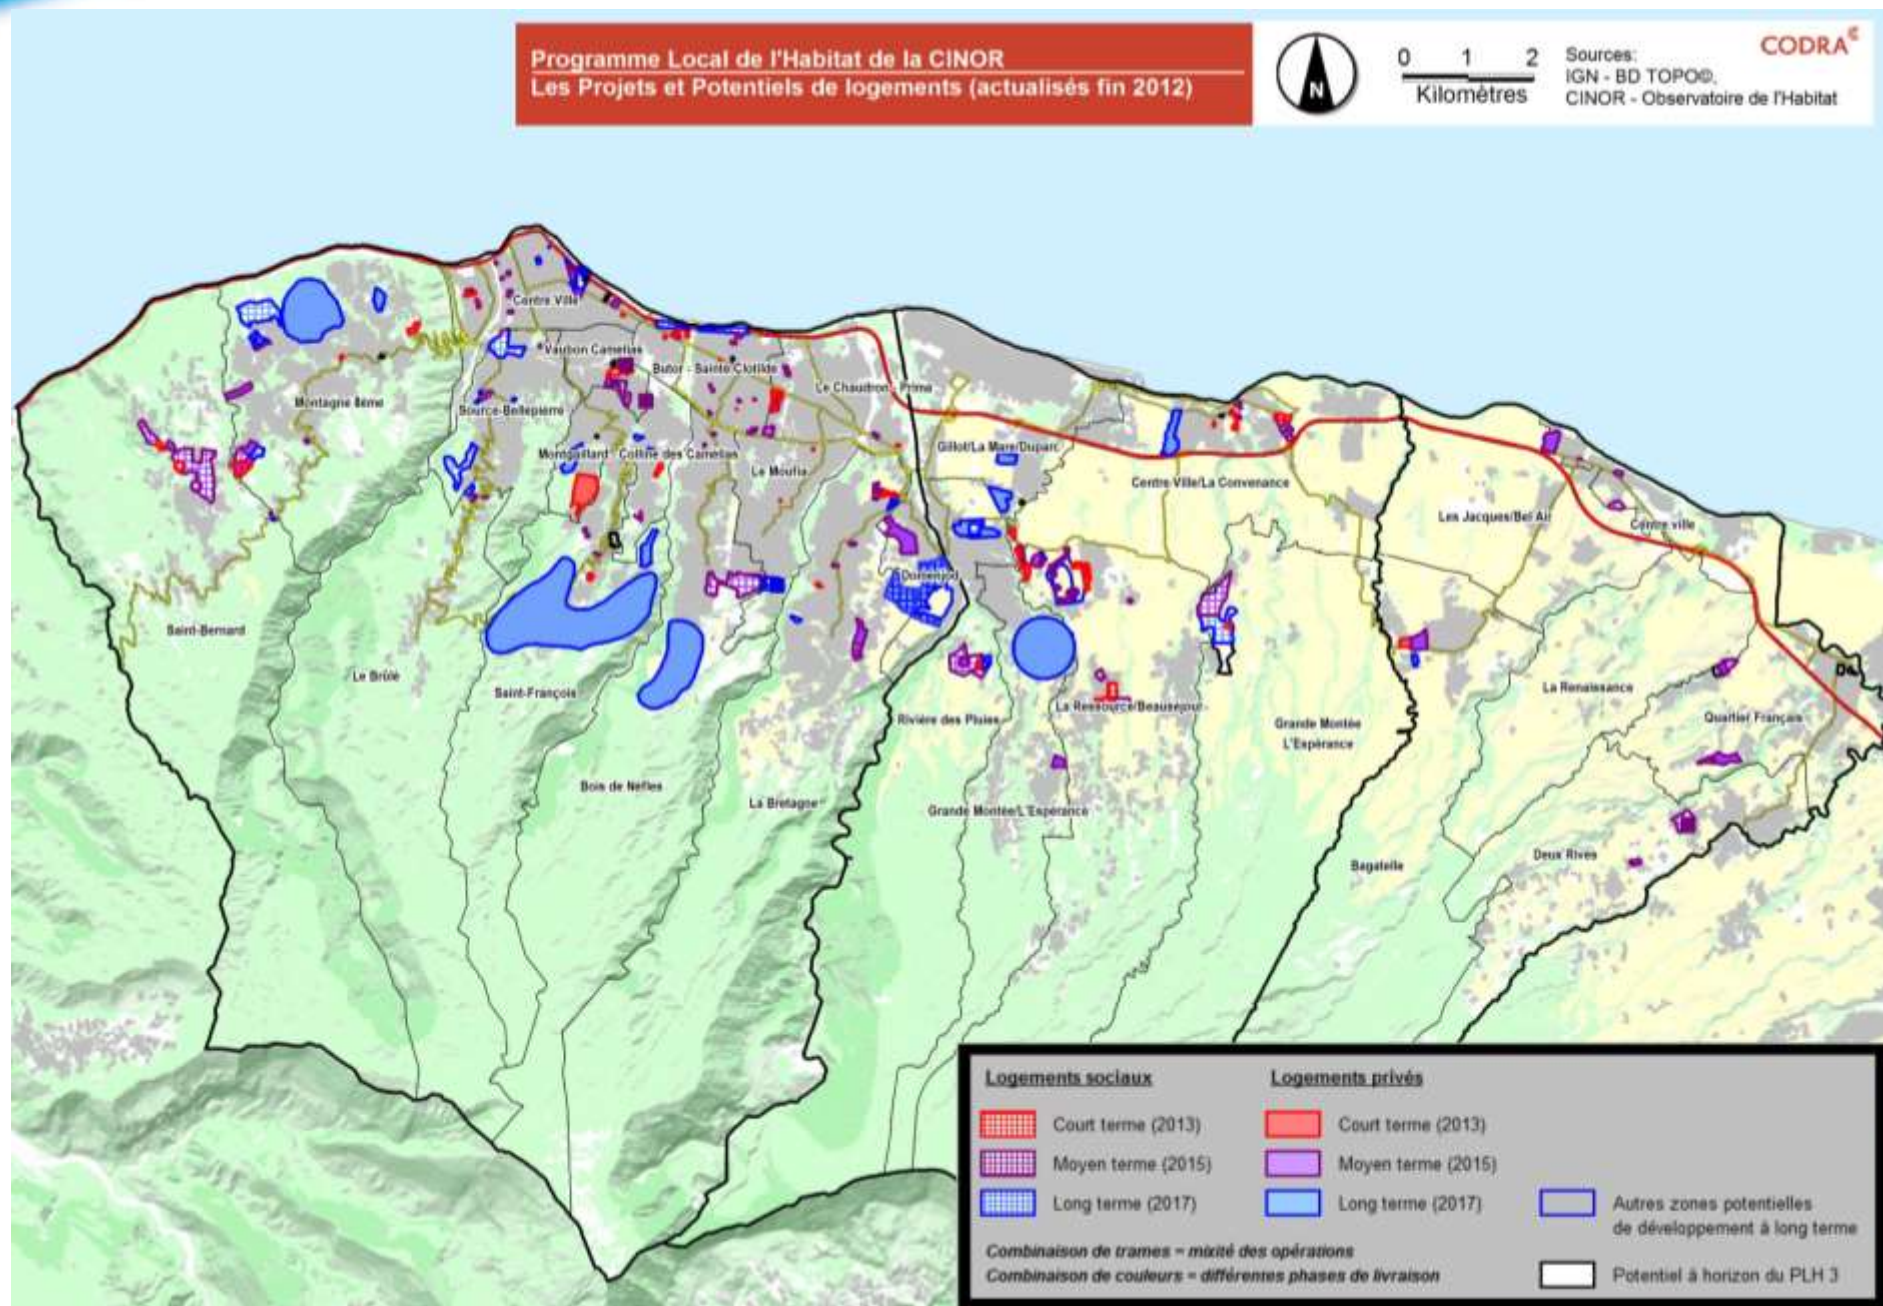 Programme Local de l'Habitat de la CINOR
Les Projets et Potentiels de logements (actualisés fin 2012)
N
0 1 2
Kilomètres
Sources:
IGN - BD TOPO©,
CINOR - Observatoire de l'Habitat
CODRA
Centre Ville
Vauban Camélias
Butor - Sainte Clotilde
Le Chaudron - Prima
Montagne 8ème
Source-Bellepierre
Montgaillard - Colline des Camélias
Le Moufia
Gillot/La Mare/Duparc
Centre Ville/La Convenance
Les Jacques/Bel Air
Centre ville
Domenjod
Saint-Bernard
Le Brûlé
Saint-François
Rivière des Pluies
La Ressource/Beauséjour
Grande Montée
L'Espérance
La Renaissance
Quartier Français
Bois de Nèfles
La Bretagne
Grande Montée/L'Espérance
Bagatelle
Deux Rives
Logements sociaux
Court terme (2013)
Moyen terme (2015)
Long terme (2017)
Logements privés
Court terme (2013)
Moyen terme (2015)
Long terme (2017)
Autres zones potentielles
de développement à long terme
Combinaison de trames = mixité des opérations
Combinaison de couleurs = différentes phases de livraison
Potentiel à horizon du PLH 3